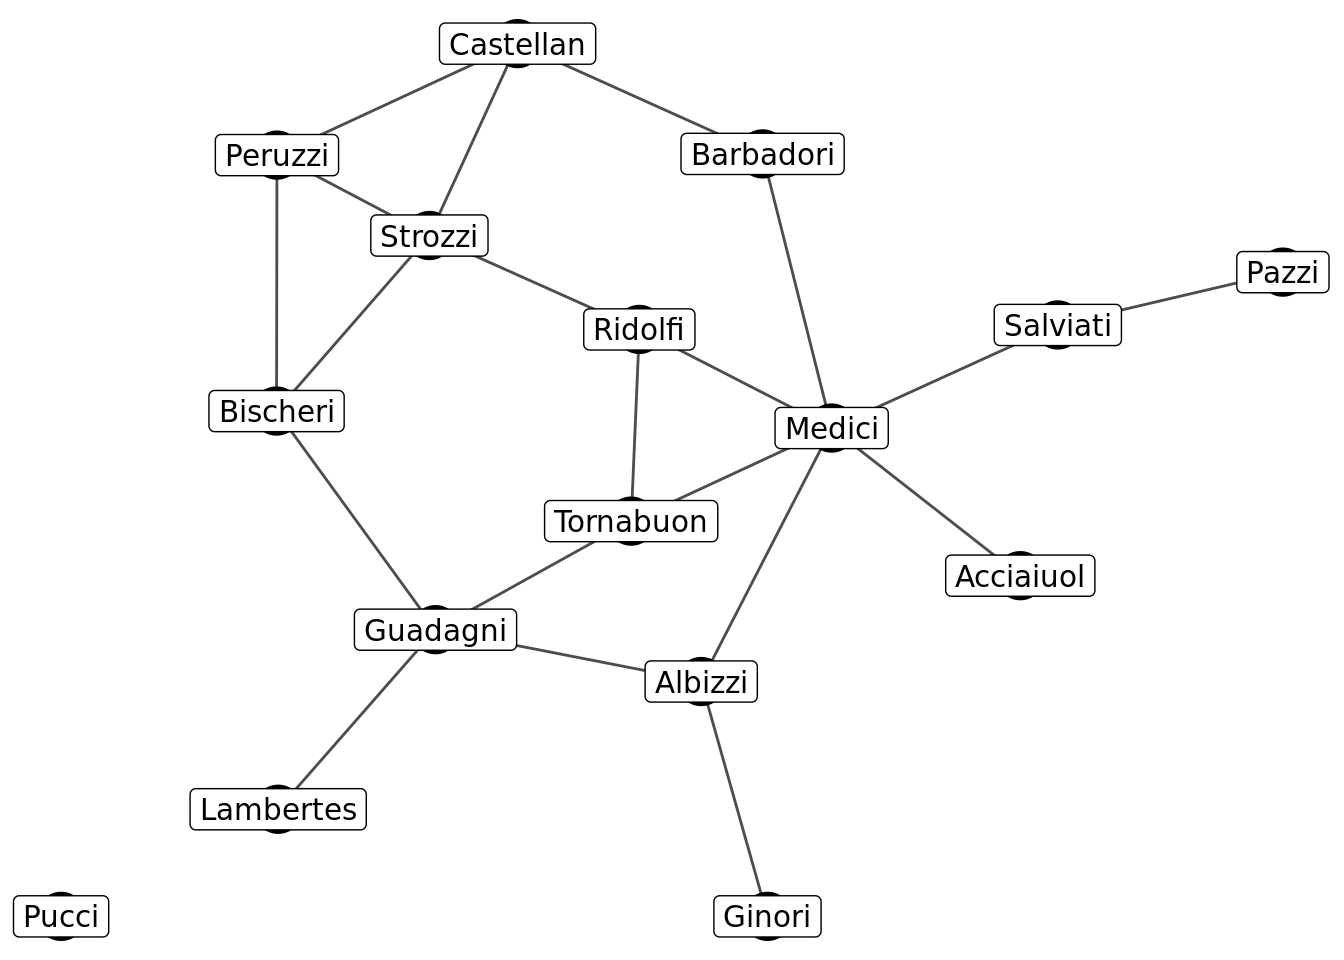 Castellan
Peruzzi
Barbadori
Strozzi
Pazzi
Salviati
Ridolfi
Bischeri
Medici
Tornabuon
Acciaiuol
Guadagni
Albizzi
Lambertes
Pucci
Ginori